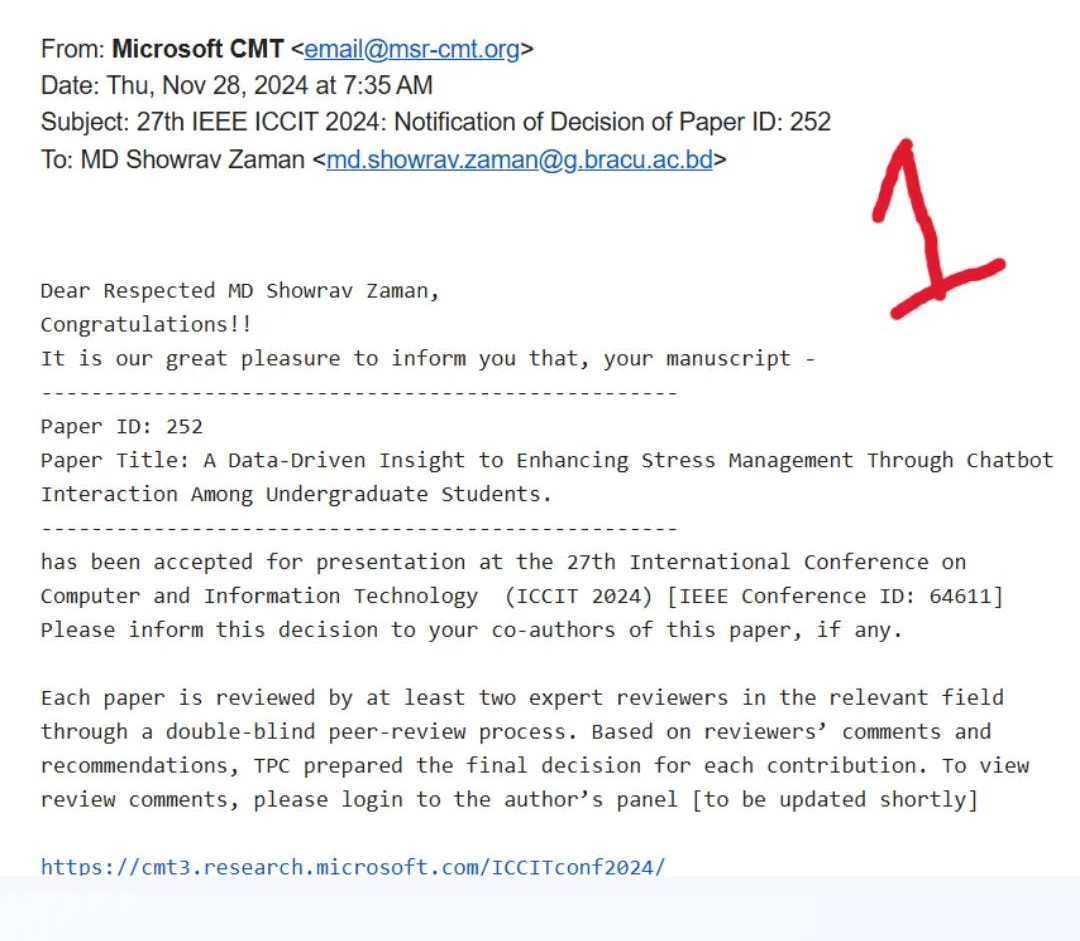 From: Microsoft CMT <email@msr-cmt.org>
Date: Thu, Nov 28, 2024 at 7:35 AM
Subject: 27th IEEE ICCIT 2024: Notification of Decision of Paper ID: 252
To: MD Showrav Zaman <md.showrav.zaman@g.bracu.ac.bd>
1
Dear Respected MD Showrav Zaman,
Congratulations!!
It is our great pleasure to inform you that, your manuscript -
---------------------------------------------------
Paper ID: 252
Paper Title: A Data-Driven Insight to Enhancing Stress Management Through Chatbot
Interaction Among Undergraduate Students.
---------------------------------------------------
has been accepted for presentation at the 27th International Conference on
Computer and Information Technology  (ICCIT 2024) [IEEE Conference ID: 64611]
Please inform this decision to your co-authors of this paper, if any.
Each paper is reviewed by at least two expert reviewers in the relevant field
through a double-blind peer-review process. Based on reviewers’ comments and
recommendations, TPC prepared the final decision for each contribution. To view
review comments, please login to the author’s panel [to be updated shortly]
https://cmt3.research.microsoft.com/ICCITconf2024/